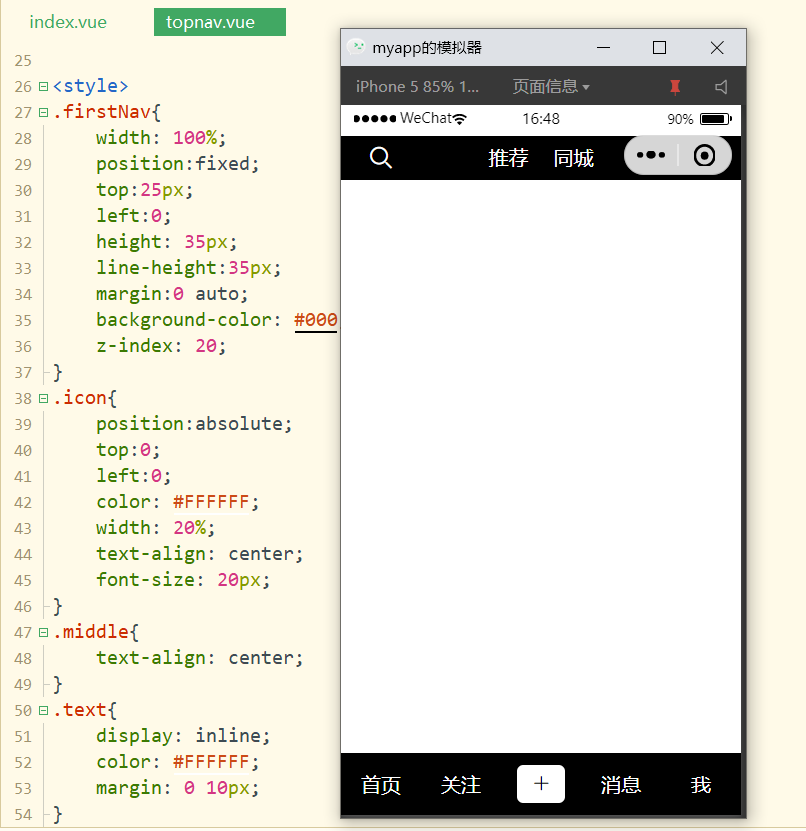 index.vue topnav.vue
25
26 <style>
27 .firstNav{
28 width: 100%;
29 position:fixed;
30 top:25px;
31 left:0;
32 height: 35px;
33 line-height:35px;
34 margin:0 auto;
35 background-color: #000
36 z-index: 20;
37 }
38 .icon{
39 position:absolute;
40 top:0;
41 left:0;
42 color: #FFFFFF;
43 width: 20%;
44 text-align: center;
45 font-size: 20px;
46 }
47 .middle{
48 text-align: center;
49 }
50 .text{
51 display: inline;
52 color: #FFFFFF;
53 margin: 0 10px;
54 }
myapp的模拟器
iPhone 5 85% 1... 页面信息
WeChat 16:48 90%
推荐 同城
首页 关注 + 消息 我